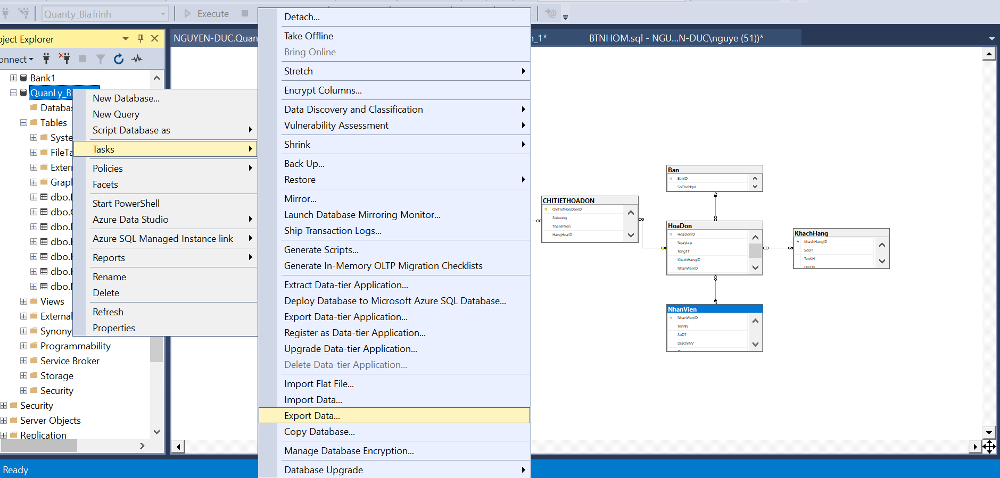 QuanLy_BiaTrinh
Execute
ject Explorer
onnect
Bank1
QuanLy_Bi
Databas
Tables
Syste
FileTa
Exter
Grap
dbo.
dbo.
dbo.
dbo.
dbo.
dbo.
dbo.
Views
External
Synony
Programmability
Service Broker
Storage
Security
Security
Server Objects
Replication
New Database...
New Query
Script Database as
Tasks
Policies
Facets
Start PowerShell
Azure Data Studio
Azure SQL Managed Instance link
Reports
Rename
Delete
Refresh
Properties
Detach...
Take Offline
Bring Online
Stretch
Encrypt Columns...
Data Discovery and Classification
Vulnerability Assessment
Shrink
Back Up...
Restore
Mirror...
Launch Database Mirroring Monitor...
Ship Transaction Logs...
Generate Scripts...
Generate In-Memory OLTP Migration Checklists
Extract Data-tier Application...
Deploy Database to Microsoft Azure SQL Database...
Export Data-tier Application...
Register as Data-tier Application...
Upgrade Data-tier Application...
Delete Data-tier Application...
Import Flat File...
Import Data...
Export Data...
Copy Database...
Manage Database Encryption...
Database Upgrade
NGUYEN-DUC.Quan
_1*
BTNHOM.sql - NGU...N-DUC\nguye (51))*
CHITIETHOADON
ChiTietHoaDonID
SoLuong
ThanhTien
HangHoaID
Ban
BanID
SoChoNgoi
HoaDon
HoaDonID
NgayLap
TongTT
KhachHangID
NhanVienID
KhachHang
KhachHangID
SoDT
TenKH
DiaChi
NhanVien
NhanVienID
TenNV
SoDT
DiaChiNV
Ready